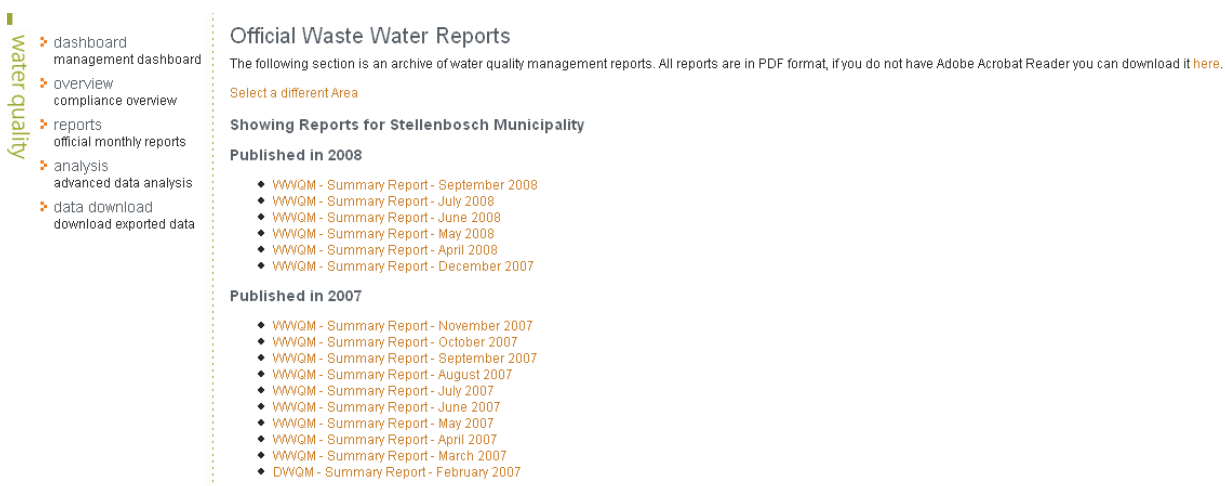 water quality
dashboard
management dashboard
overview
compliance overview
reports
official monthly reports
analysis
advanced data analysis
data download
download exported data
Official Waste Water Reports
The following section is an archive of water quality management reports. All reports are in PDF format, if you do not have Adobe Acrobat Reader you can download it here.
Select a different Area
Showing Reports for Stellenbosch Municipality
Published in 2008
WWQM - Summary Report - September 2008
WWQM - Summary Report - July 2008
WWQM - Summary Report - June 2008
WWQM - Summary Report - May 2008
WWQM - Summary Report - April 2008
WWQM - Summary Report - December 2007
Published in 2007
WWQM - Summary Report - November 2007
WWQM - Summary Report - October 2007
WWQM - Summary Report - September 2007
WWQM - Summary Report - August 2007
WWQM - Summary Report - July 2007
WWQM - Summary Report - June 2007
WWQM - Summary Report - May 2007
WWQM - Summary Report - April 2007
WWQM - Summary Report - March 2007
DWQM - Summary Report - February 2007